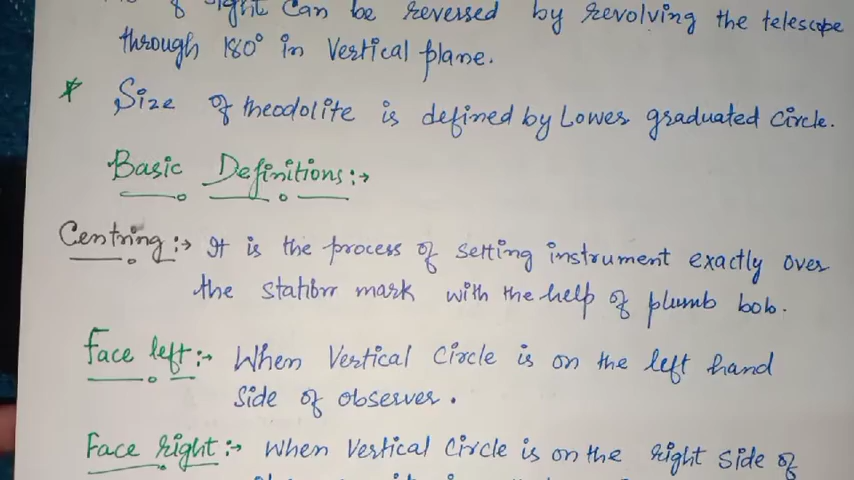 of sight can be reversed by revolving the telescope
through 180° in Vertical plane.
* Size of theodolite is defined by Lower graduated circle.
Basic Definitions:→
Centring:→ It is the process of setting instrument exactly over
the station mark with the help of plumb bob.
Face left:→ When Vertical Circle is on the left hand
side of observer.
Face right:→ When Vertical Circle is on the right side of